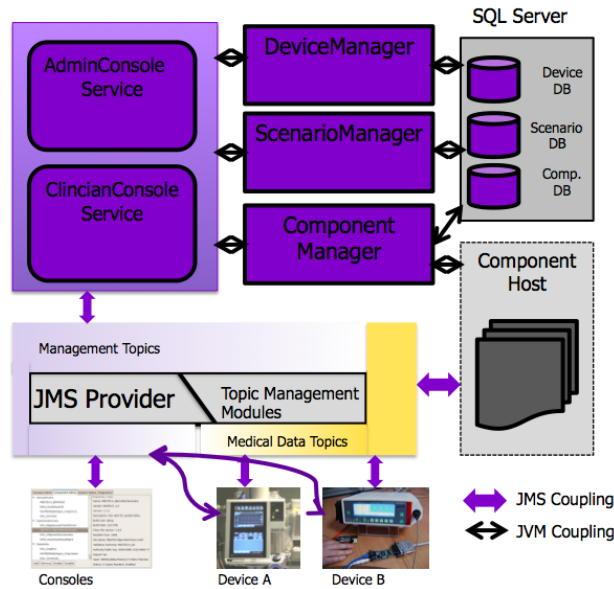 SQL Server
AdminConsole
Service
DeviceManager
Device
DB
ScenarioManager
Scenario
DB
ClincianConsole
Service
Component
Manager
Comp.
DB
Component
Host
Management Topics
JMS Provider
Topic Management
Modules
Medical Data Topics
JMS Coupling
JVM Coupling
Consoles
Device A
Device B